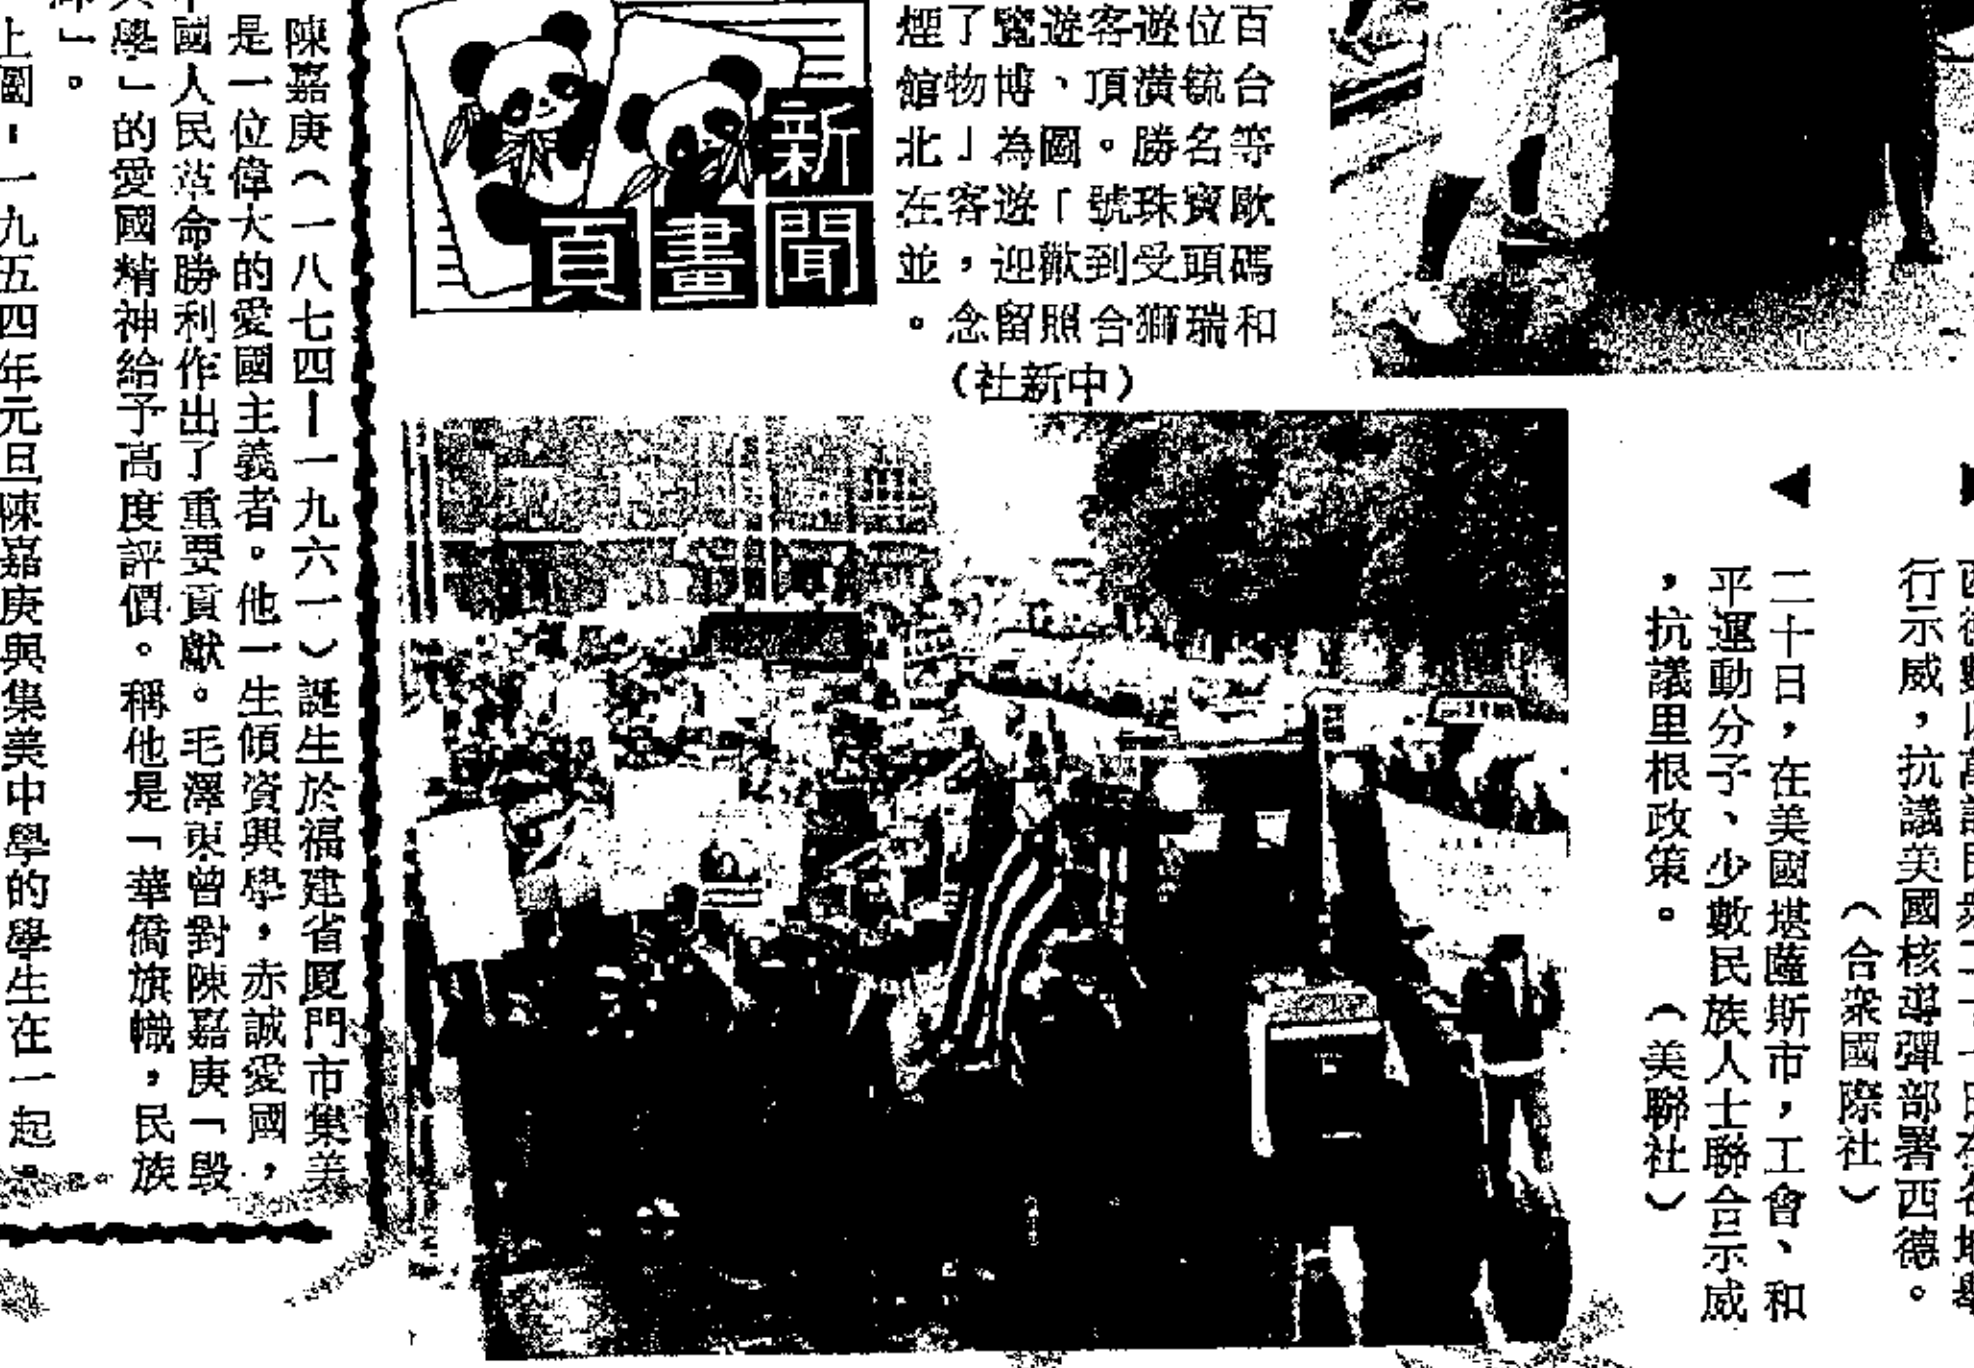 百位遊客遊覽了煙
台毓潢頂、博物館
等名勝。圖為「北
歐寶珠號」遊客在
碼頭受到歡迎，並
和瑞獅合照留念。
（中新社）
行示威，抗議美國核導彈部署西德。
（合衆國際社）
二十日，在美國堪薩斯市，工會、和
平運動分子、少數民族人士聯合示威
，抗議里根政策。（美聯社）
新聞畫頁
陳嘉庚（一八七四—一九六一）誕生於福建省厦門市集美
是一位偉大的愛國主義者。他一生傾資興學，赤誠愛國，
國人民革命勝利作出了重要貢獻。毛澤東曾對陳嘉庚「毀
學」的愛國精神給予高度評價。稱他是「華僑旗幟，民族
」。
上圖：一九五四年元旦陳嘉庚與集美中學的學生在一起。